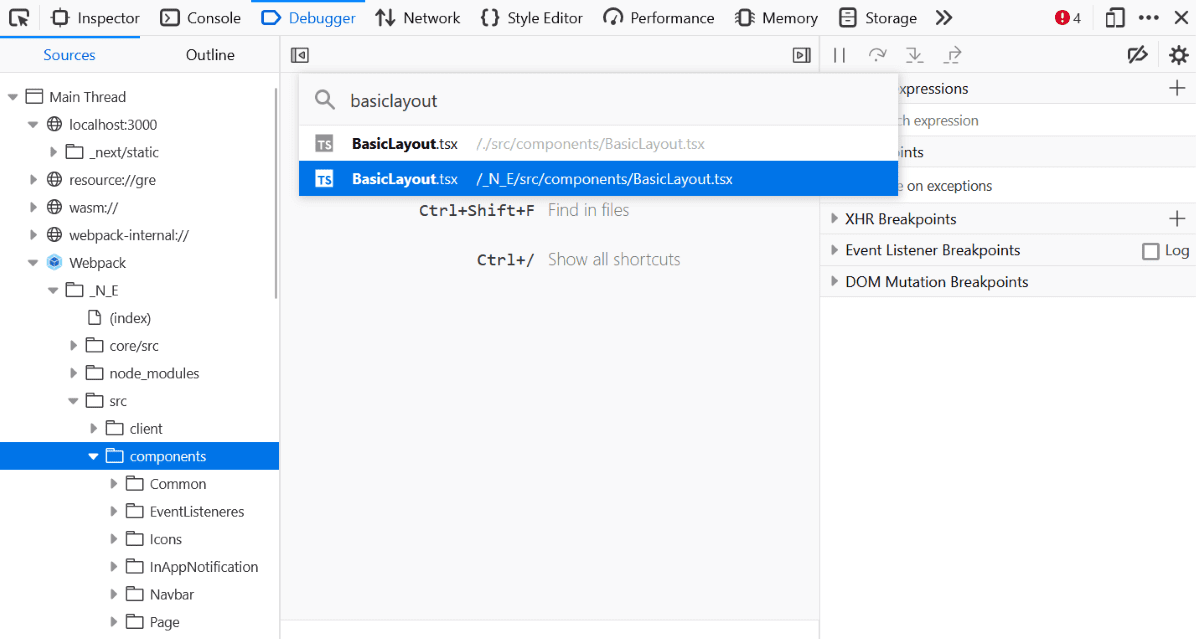 Inspector Console Debugger Network Style Editor Performance Memory Storage 4
Sources Outline
Main Thread
localhost:3000
_next/static
resource://gre
wasm://
webpack-internal://
Webpack
_N_E
(index)
core/src
node_modules
src
client
components
Common
EventListeneres
Icons
InAppNotification
Navbar
Page
basiclayout
TS BasicLayout.tsx /./src/components/BasicLayout.tsx
TS BasicLayout.tsx /_N_E/src/components/BasicLayout.tsx
Ctrl+Shift+F Find in files
Ctrl+/ Show all shortcuts
xpressions
ch expression
ints
e on exceptions
XHR Breakpoints
Event Listener Breakpoints Log
DOM Mutation Breakpoints